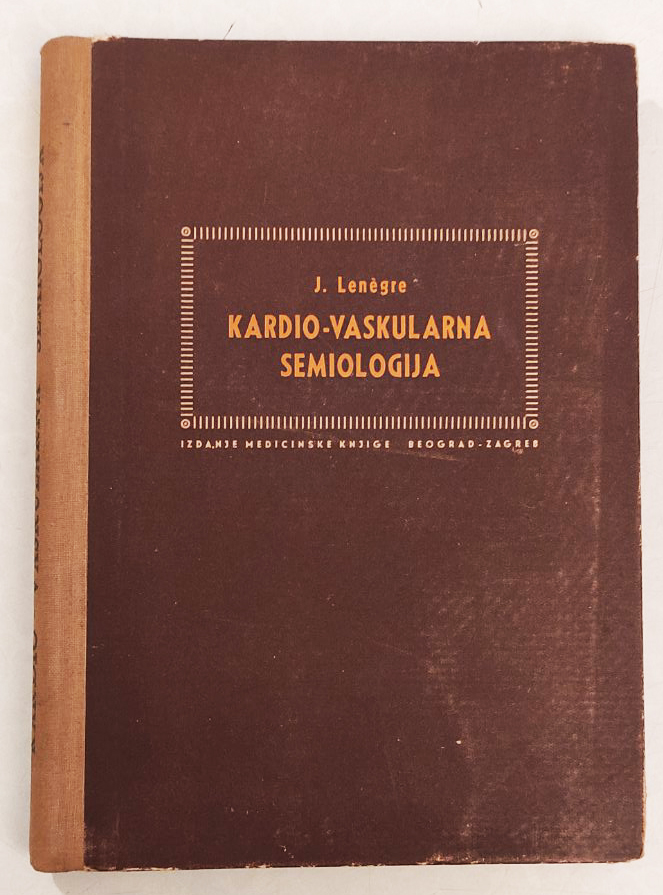 J. Lenègre
KARDIO-VASKULARNA
SEMIOLOGIJA
IZDANJE MEDICINSKE KNJIGE BEOGRAD-ZAGREB